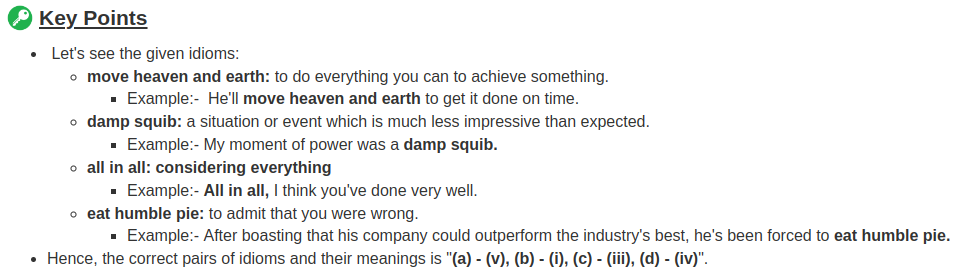 Key Points
Let's see the given idioms:
move heaven and earth: to do everything you can to achieve something.
Example:- He'll move heaven and earth to get it done on time.
damp squib: a situation or event which is much less impressive than expected.
Example:- My moment of power was a damp squib.
all in all: considering everything
Example:- All in all, I think you've done very well.
eat humble pie: to admit that you were wrong.
Example:- After boasting that his company could outperform the industry's best, he's been forced to eat humble pie.
Hence, the correct pairs of idioms and their meanings is "(a) - (v), (b) - (i), (c) - (iii), (d) - (iv)".